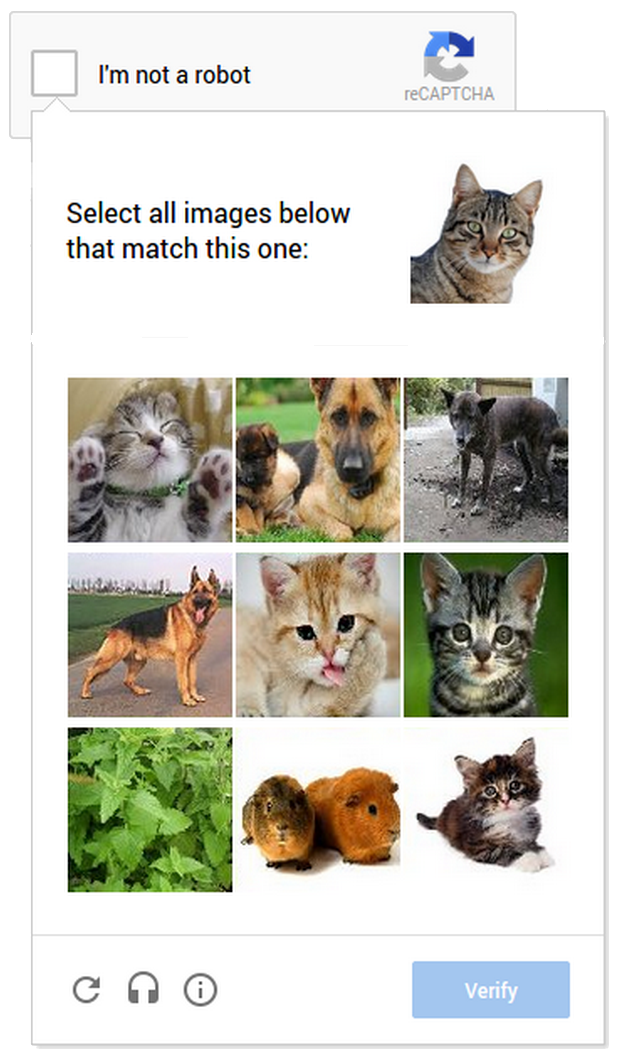 I'm not a robot
reCAPTCHA
Select all images below
that match this one:
Verify